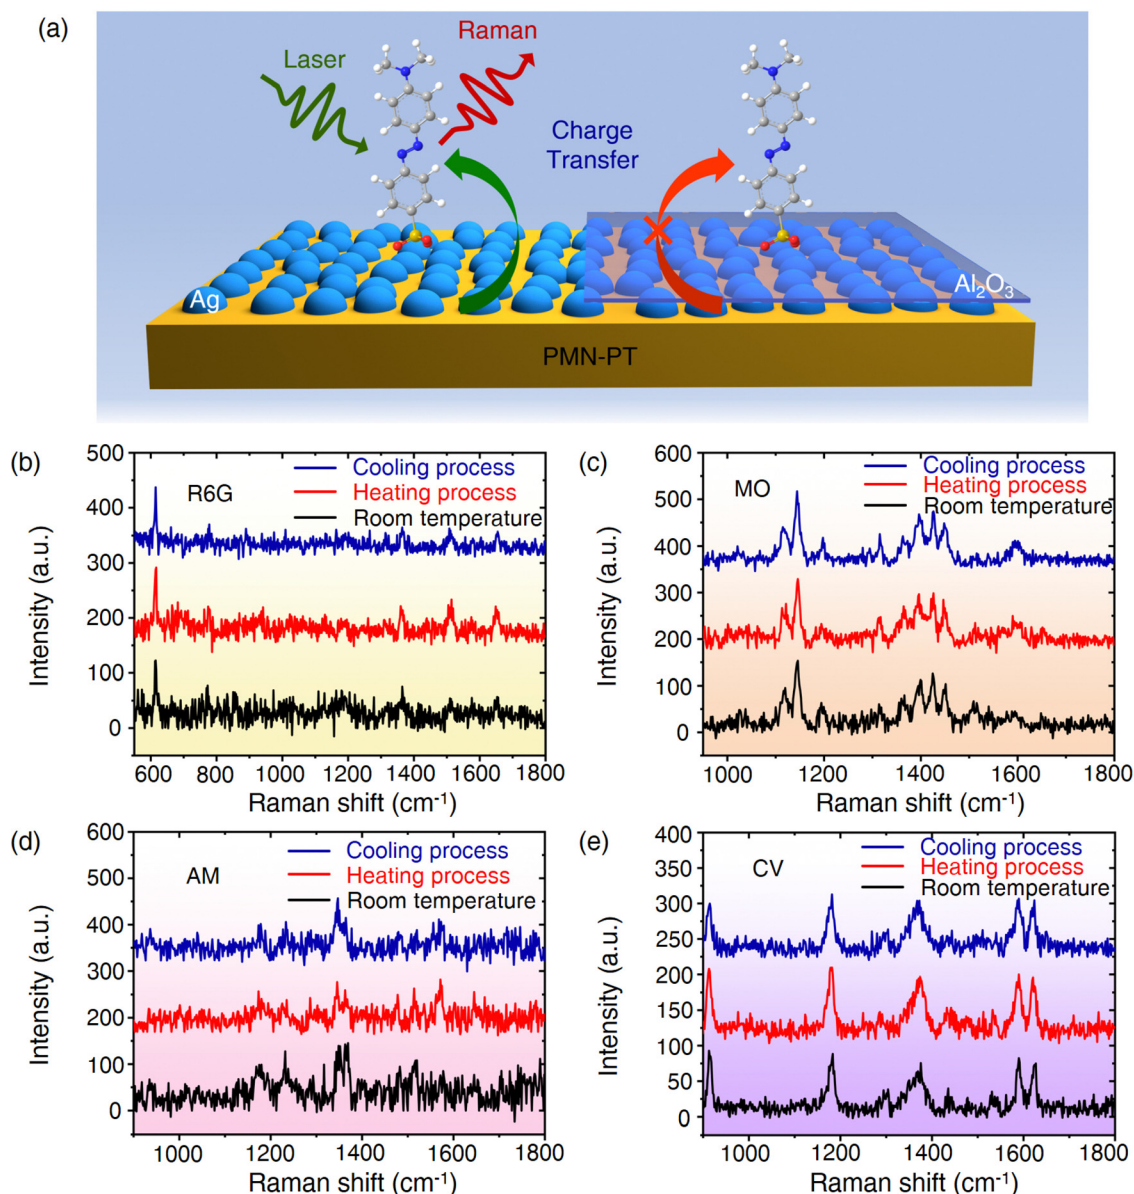 (a)
Raman
Laser
Charge
Transfer
Ag
Al₂O₃
PMN-PT
(b)
500
400
300
200
100
0
Intensity (a.u.)
R6G
Cooling process
Heating process
Room temperature
600 800 1000 1200 1400 1600 1800
Raman shift (cm⁻¹)
(c)
600
500
400
300
200
100
0
Intensity (a.u.)
MO
Cooling process
Heating process
Room temperature
1000 1200 1400 1600 1800
Raman shift (cm⁻¹)
(d)
600
500
400
300
200
100
0
Intensity (a.u.)
AM
Cooling process
Heating process
Room temperature
1000 1200 1400 1600 1800
Raman shift (cm⁻¹)
(e)
400
350
300
250
200
150
100
50
0
Intensity (a.u.)
CV
Cooling process
Heating process
Room temperature
1000 1200 1400 1600 1800
Raman shift (cm⁻¹)